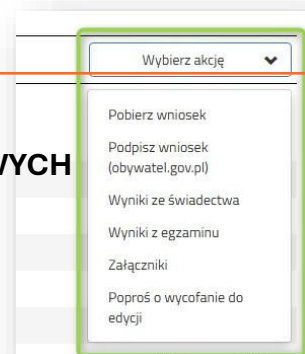 Wybierz akcję
Pobierz wniosek
Podpisz wniosek
(obywatel.gov.pl)
WYCH
Wyniki ze świadectwa
Wyniki z egzaminu
Załączniki
Poproś o wycofanie do
edycji